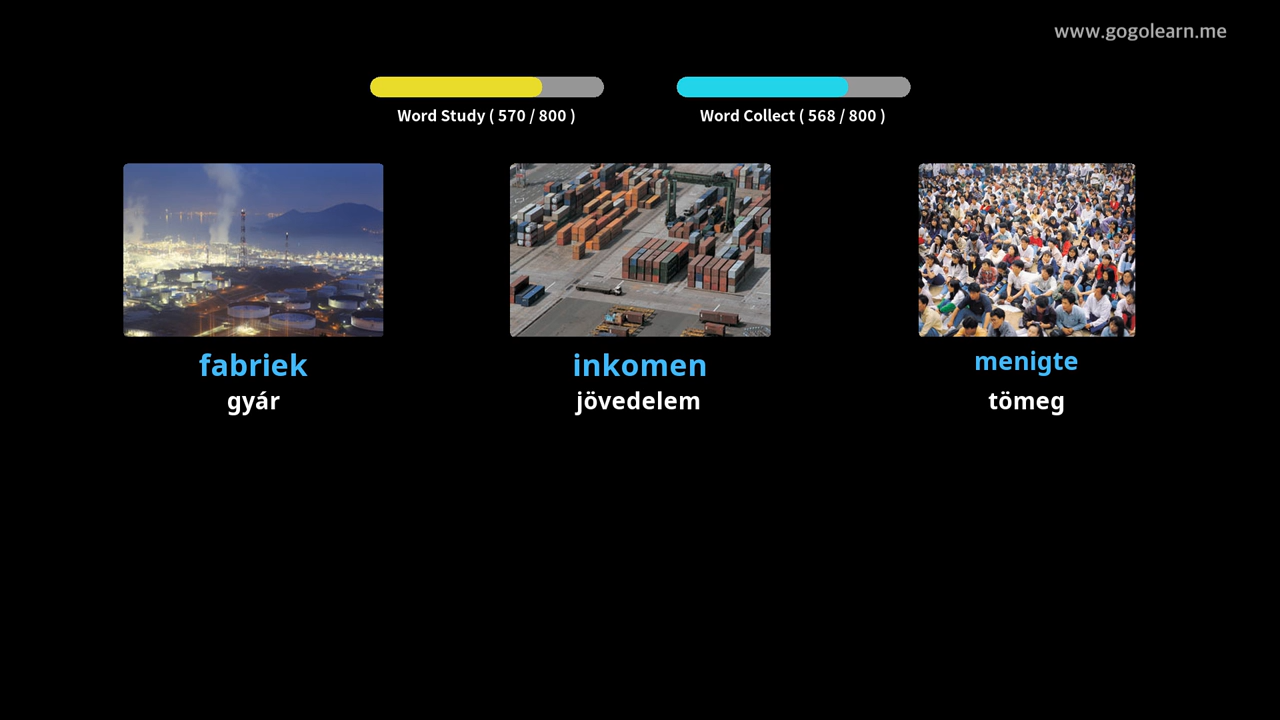 www.gogolearn.me
Word Study ( 570 / 800 )
Word Collect ( 568 / 800 )
fabriek
gyár
inkomen
jövedelem
menigte
tömeg